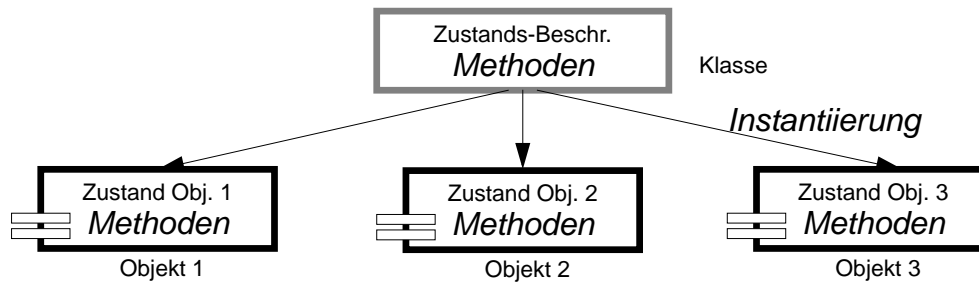 Zustands-Beschr.
Methoden
Klasse
Instantiierung
Zustand Obj. 1
Methoden
Objekt 1
Zustand Obj. 2
Methoden
Objekt 2
Zustand Obj. 3
Methoden
Objekt 3